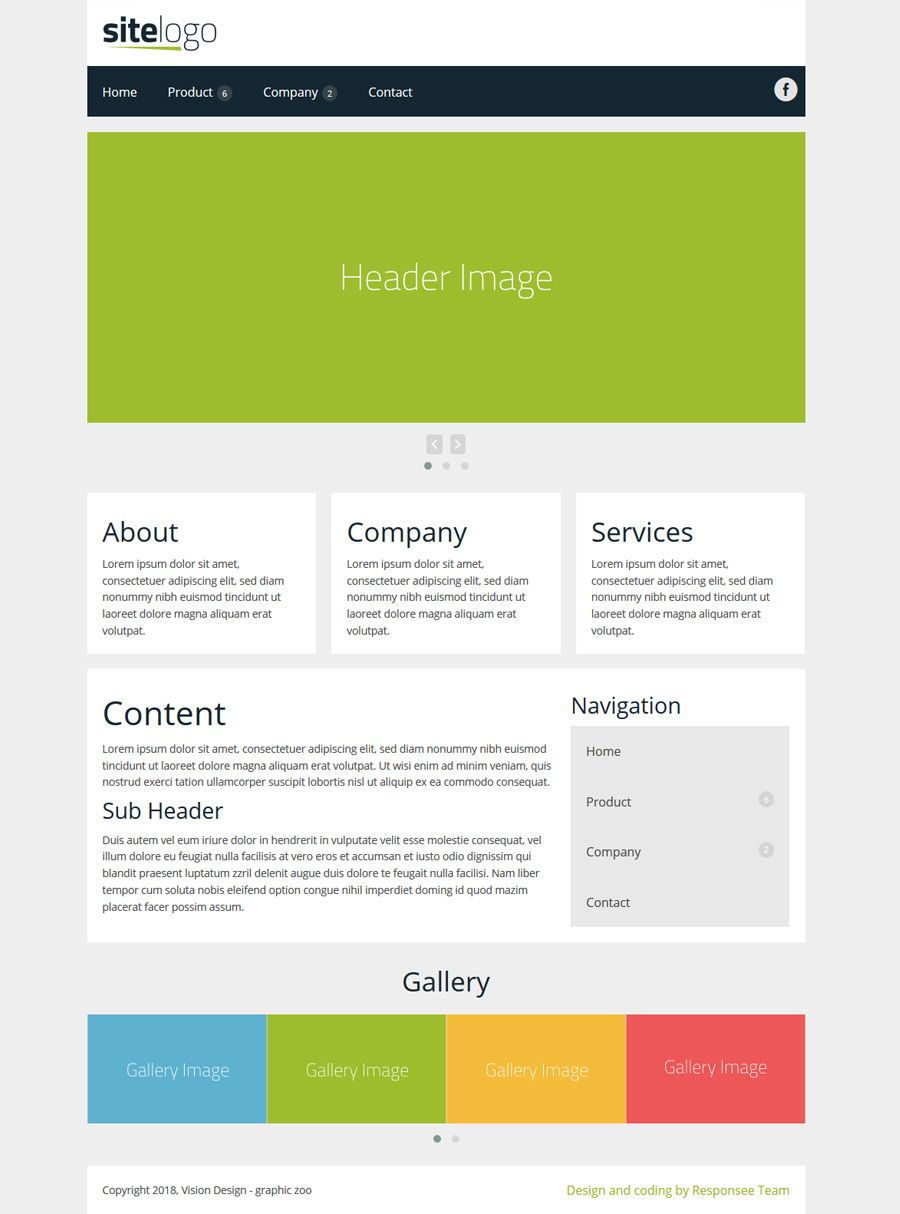 sitelogo
Home Product 6 Company 2 Contact f
Header Image
About
Lorem ipsum dolor sit amet,
consectetuer adipiscing elit, sed diam
nonummy nibh euismod tincidunt ut
laoreet dolore magna aliquam erat
volutpat.
Company
Lorem ipsum dolor sit amet,
consectetuer adipiscing elit, sed diam
nonummy nibh euismod tincidunt ut
laoreet dolore magna aliquam erat
volutpat.
Services
Lorem ipsum dolor sit amet,
consectetuer adipiscing elit, sed diam
nonummy nibh euismod tincidunt ut
laoreet dolore magna aliquam erat
volutpat.
Content
Lorem ipsum dolor sit amet, consectetuer adipiscing elit, sed diam nonummy nibh euismod
tincidunt ut laoreet dolore magna aliquam erat volutpat. Ut wisi enim ad minim veniam, quis
nostrud exerci tation ullamcorper suscipit lobortis nisl ut aliquip ex ea commodo consequat.
Sub Header
Duis autem vel eum iriure dolor in hendrerit in vulputate velit esse molestie consequat, vel
illum dolore eu feugiat nulla facilisis at vero eros et accumsan et iusto odio dignissim qui
blandit praesent luptatum zzril delenit augue duis dolore te feugait nulla facilisi. Nam liber
tempor cum soluta nobis eleifend option congue nihil imperdiet doming id quod mazim
placerat facer possim assum.
Navigation
Home
Product 6
Company 2
Contact
Gallery
Gallery Image Gallery Image Gallery Image Gallery Image
Copyright 2018, Vision Design - graphic zoo
Design and coding by Responsee Team